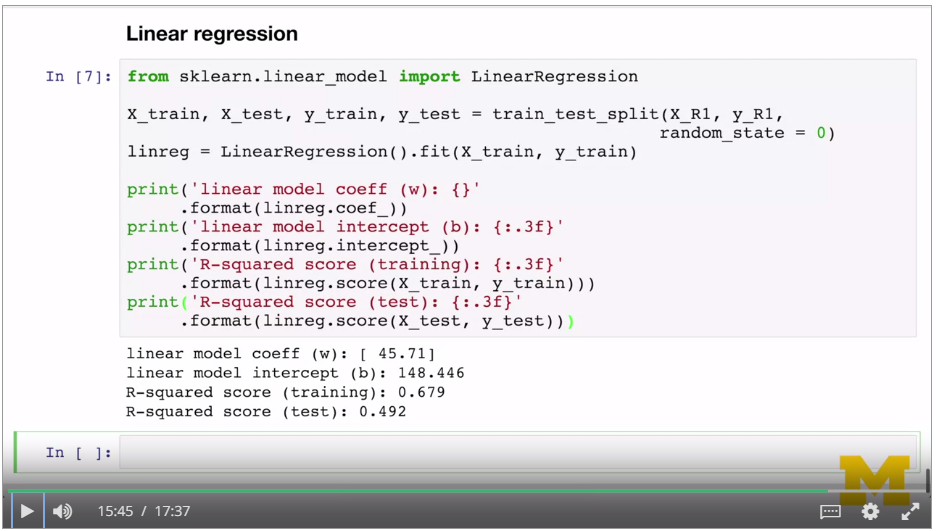 Linear regression
In [7]: from sklearn.linear_model import LinearRegression
X_train, X_test, y_train, y_test = train_test_split(X_R1, y_R1,
random_state = 0)
linreg = LinearRegression().fit(X_train, y_train)
print('linear model coeff (w): {}'
.format(linreg.coef_))
print('linear model intercept (b): {:.3f}'
.format(linreg.intercept_))
print('R-squared score (training): {:.3f}'
.format(linreg.score(X_train, y_train)))
print('R-squared score (test): {:.3f}'
.format(linreg.score(X_test, y_test)))
linear model coeff (w): [ 45.71]
linear model intercept (b): 148.446
R-squared score (training): 0.679
R-squared score (test): 0.492
In [ ]:
M
15:45 / 17:37